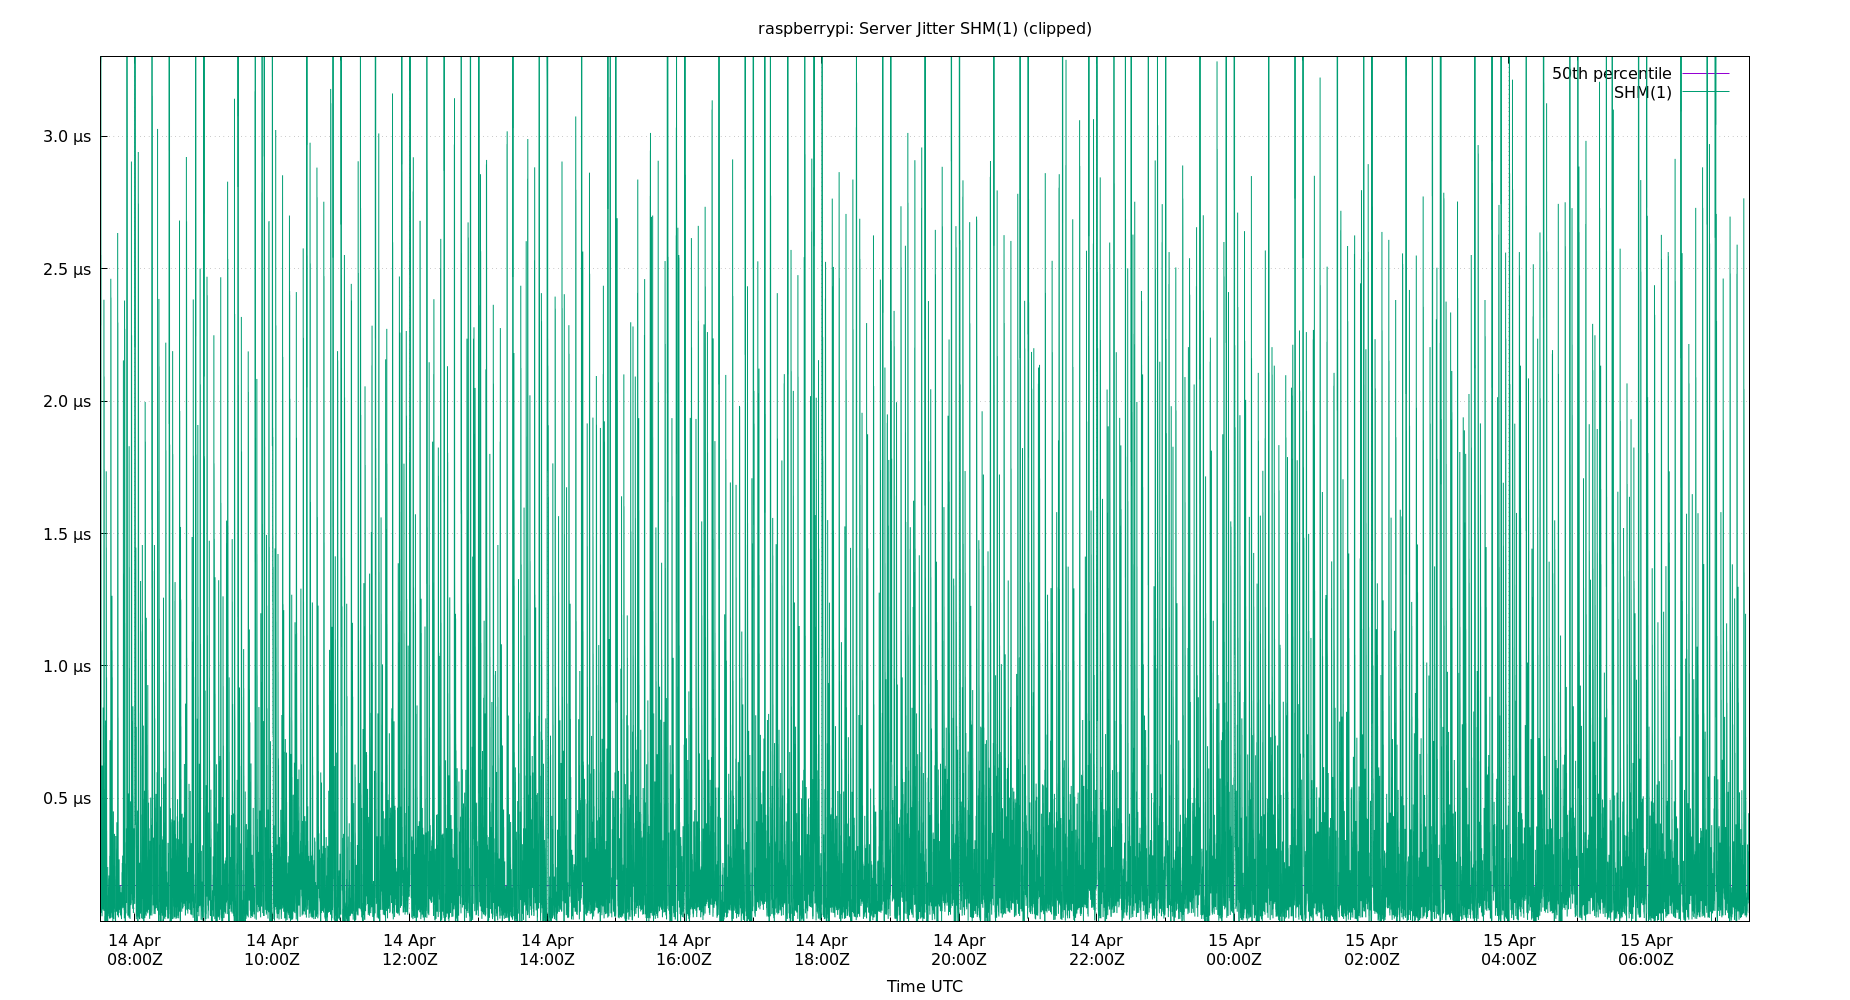 raspberrypi: Server Jitter SHM(1) (clipped)
50th percentile
SHM(1)
3.0 µs
2.5 µs
2.0 µs
1.5 µs
1.0 µs
0.5 µs
14 Apr 14 Apr 14 Apr 14 Apr 14 Apr 14 Apr 14 Apr 14 Apr 15 Apr 15 Apr 15 Apr 15 Apr
08:00Z 10:00Z 12:00Z 14:00Z 16:00Z 18:00Z 20:00Z 22:00Z 00:00Z 02:00Z 04:00Z 06:00Z
Time UTC